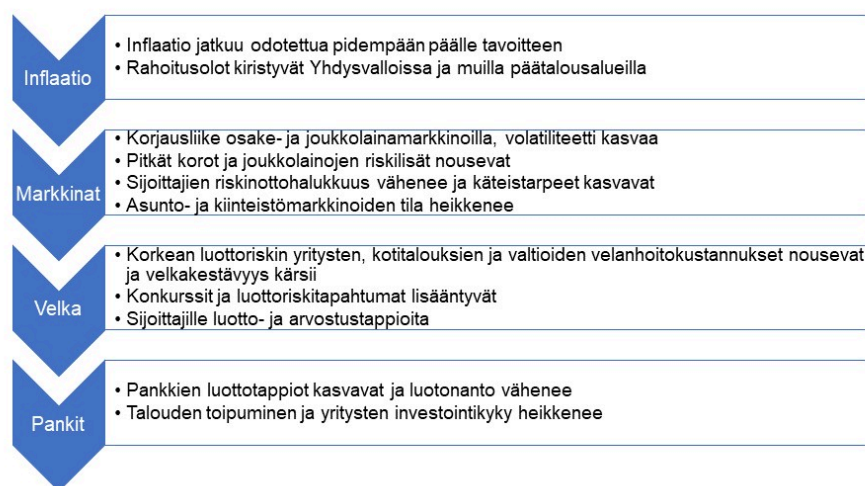 Inflaatio
• Inflaatio jatkuu odotettua pidempään päälle tavoitteen
• Rahoitusolot kiristyvät Yhdysvalloissa ja muilla päätalousalueilla
Markkinat
• Korjausliike osake- ja joukkolainamarkkinoilla, volatiliteetti kasvaa
• Pitkät korot ja joukkolainojen riskilisät nousevat
• Sijoittajien riskinottohalukkuus vähenee ja käteistarpeet kasvavat
• Asunto- ja kiinteistömarkkinoiden tila heikkenee
Velka
• Korkean luottoriskin yritysten, kotitalouksien ja valtioiden velanhoitokustannukset nousevat
ja velkakestävyys kärsii
• Konkurssit ja luottoriskitapahtumat lisääntyvät
• Sijoittajille luotto- ja arvostustappioita
Pankit
• Pankkien luottotappiot kasvavat ja luotonanto vähenee
• Talouden toipuminen ja yritysten investointikyky heikkenee